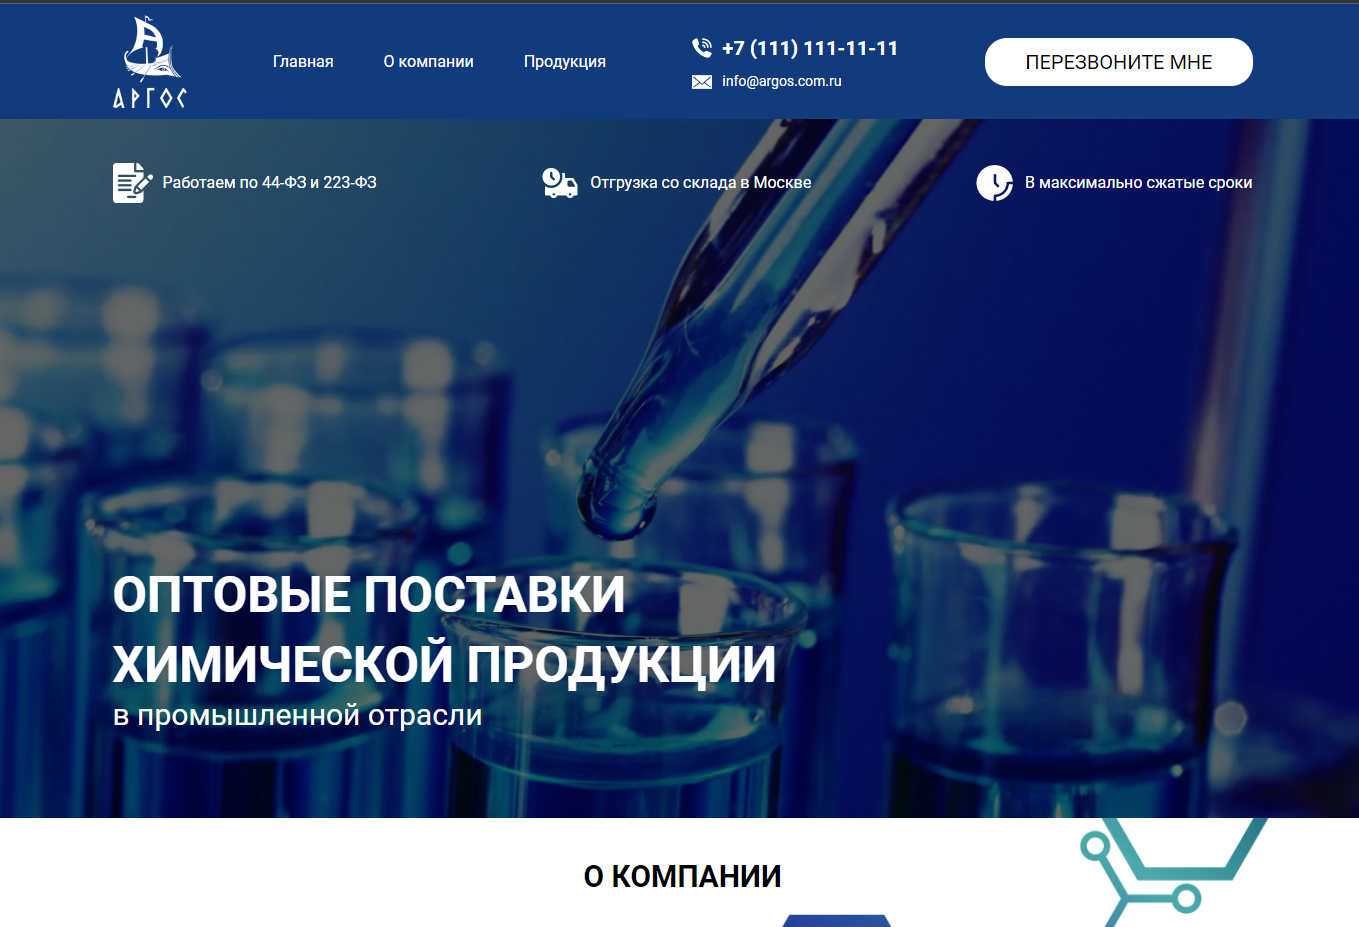 АРГОС
Главная
О компании
Продукция
+7 (111) 111-11-11
info@argos.com.ru
ПЕРЕЗВОНИТЕ МНЕ
Работаем по 44-ФЗ и 223-ФЗ
Отгрузка со склада в Москве
В максимально сжатые сроки
ОПТОВЫЕ ПОСТАВКИ
ХИМИЧЕСКОЙ ПРОДУКЦИИ
в промышленной отрасли
О КОМПАНИИ